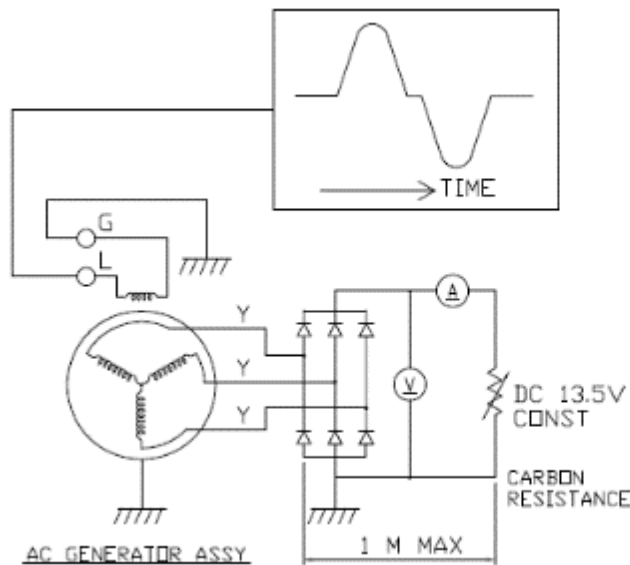 TIME
G
L
Y
Y
Y
A
V
DC 13.5V
CONST
CARBON
RESISTANCE
1 M MAX
AC GENERATOR ASSY